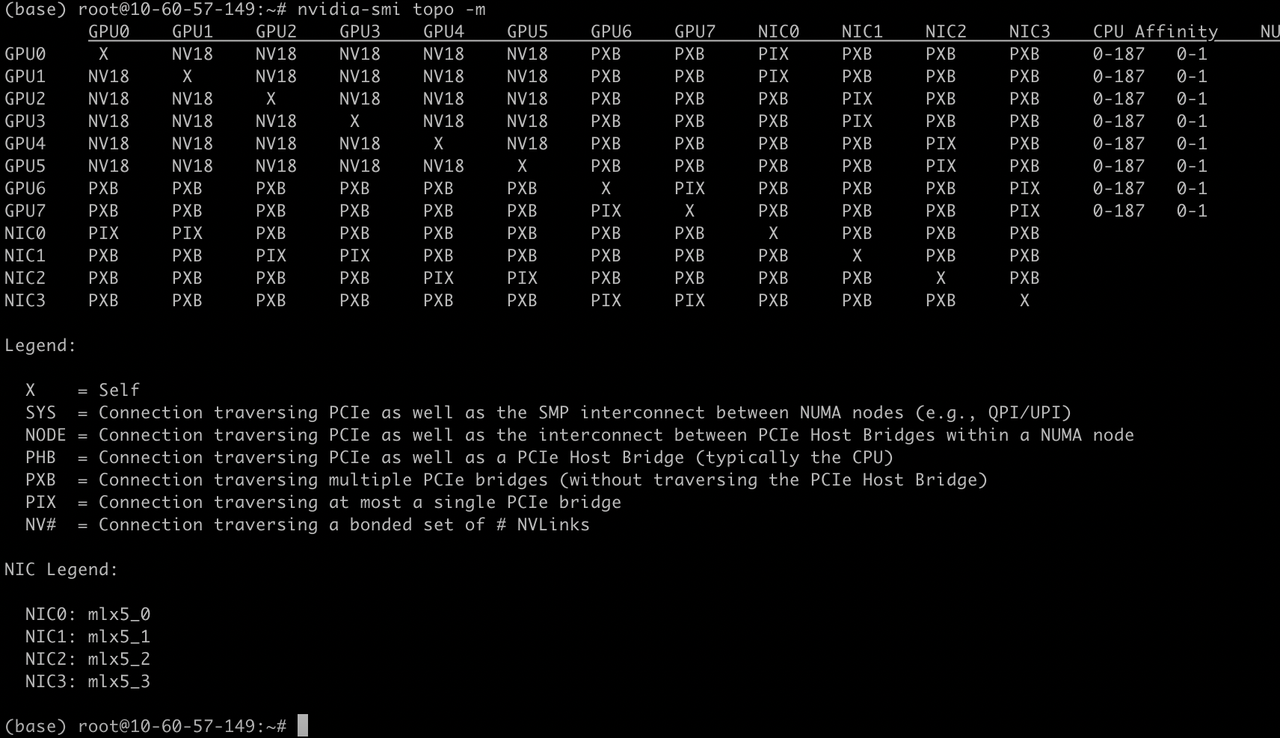 (base) root@10-60-57-149:~# nvidia-smi topo -m
GPU0 GPU1 GPU2 GPU3 GPU4 GPU5 GPU6 GPU7 NIC0 NIC1 NIC2 NIC3 CPU Affinity NU
GPU0 X NV18 NV18 NV18 NV18 NV18 PXB PXB PIX PXB PXB PXB 0-187 0-1
GPU1 NV18 X NV18 NV18 NV18 NV18 PXB PXB PIX PXB PXB PXB 0-187 0-1
GPU2 NV18 NV18 X NV18 NV18 NV18 PXB PXB PXB PIX PXB PXB 0-187 0-1
GPU3 NV18 NV18 NV18 X NV18 NV18 PXB PXB PXB PIX PXB PXB 0-187 0-1
GPU4 NV18 NV18 NV18 NV18 X NV18 PXB PXB PXB PXB PIX PXB 0-187 0-1
GPU5 NV18 NV18 NV18 NV18 NV18 X PXB PXB PXB PXB PIX PXB 0-187 0-1
GPU6 PXB PXB PXB PXB PXB PXB X PIX PXB PXB PXB PIX 0-187 0-1
GPU7 PXB PXB PXB PXB PXB PXB PIX X PXB PXB PXB PIX 0-187 0-1
NIC0 PIX PIX PXB PXB PXB PXB PXB PXB X PXB PXB PXB
NIC1 PXB PXB PIX PIX PXB PXB PXB PXB PXB X PXB PXB
NIC2 PXB PXB PXB PXB PIX PIX PXB PXB PXB PXB X PXB
NIC3 PXB PXB PXB PXB PXB PXB PIX PIX PXB PXB PXB X
Legend:
X = Self
SYS = Connection traversing PCIe as well as the SMP interconnect between NUMA nodes (e.g., QPI/UPI)
NODE = Connection traversing PCIe as well as the interconnect between PCIe Host Bridges within a NUMA node
PHB = Connection traversing PCIe as well as a PCIe Host Bridge (typically the CPU)
PXB = Connection traversing multiple PCIe bridges (without traversing the PCIe Host Bridge)
PIX = Connection traversing at most a single PCIe bridge
NV# = Connection traversing a bonded set of # NVLinks
NIC Legend:
NIC0: mlx5_0
NIC1: mlx5_1
NIC2: mlx5_2
NIC3: mlx5_3
(base) root@10-60-57-149:~#